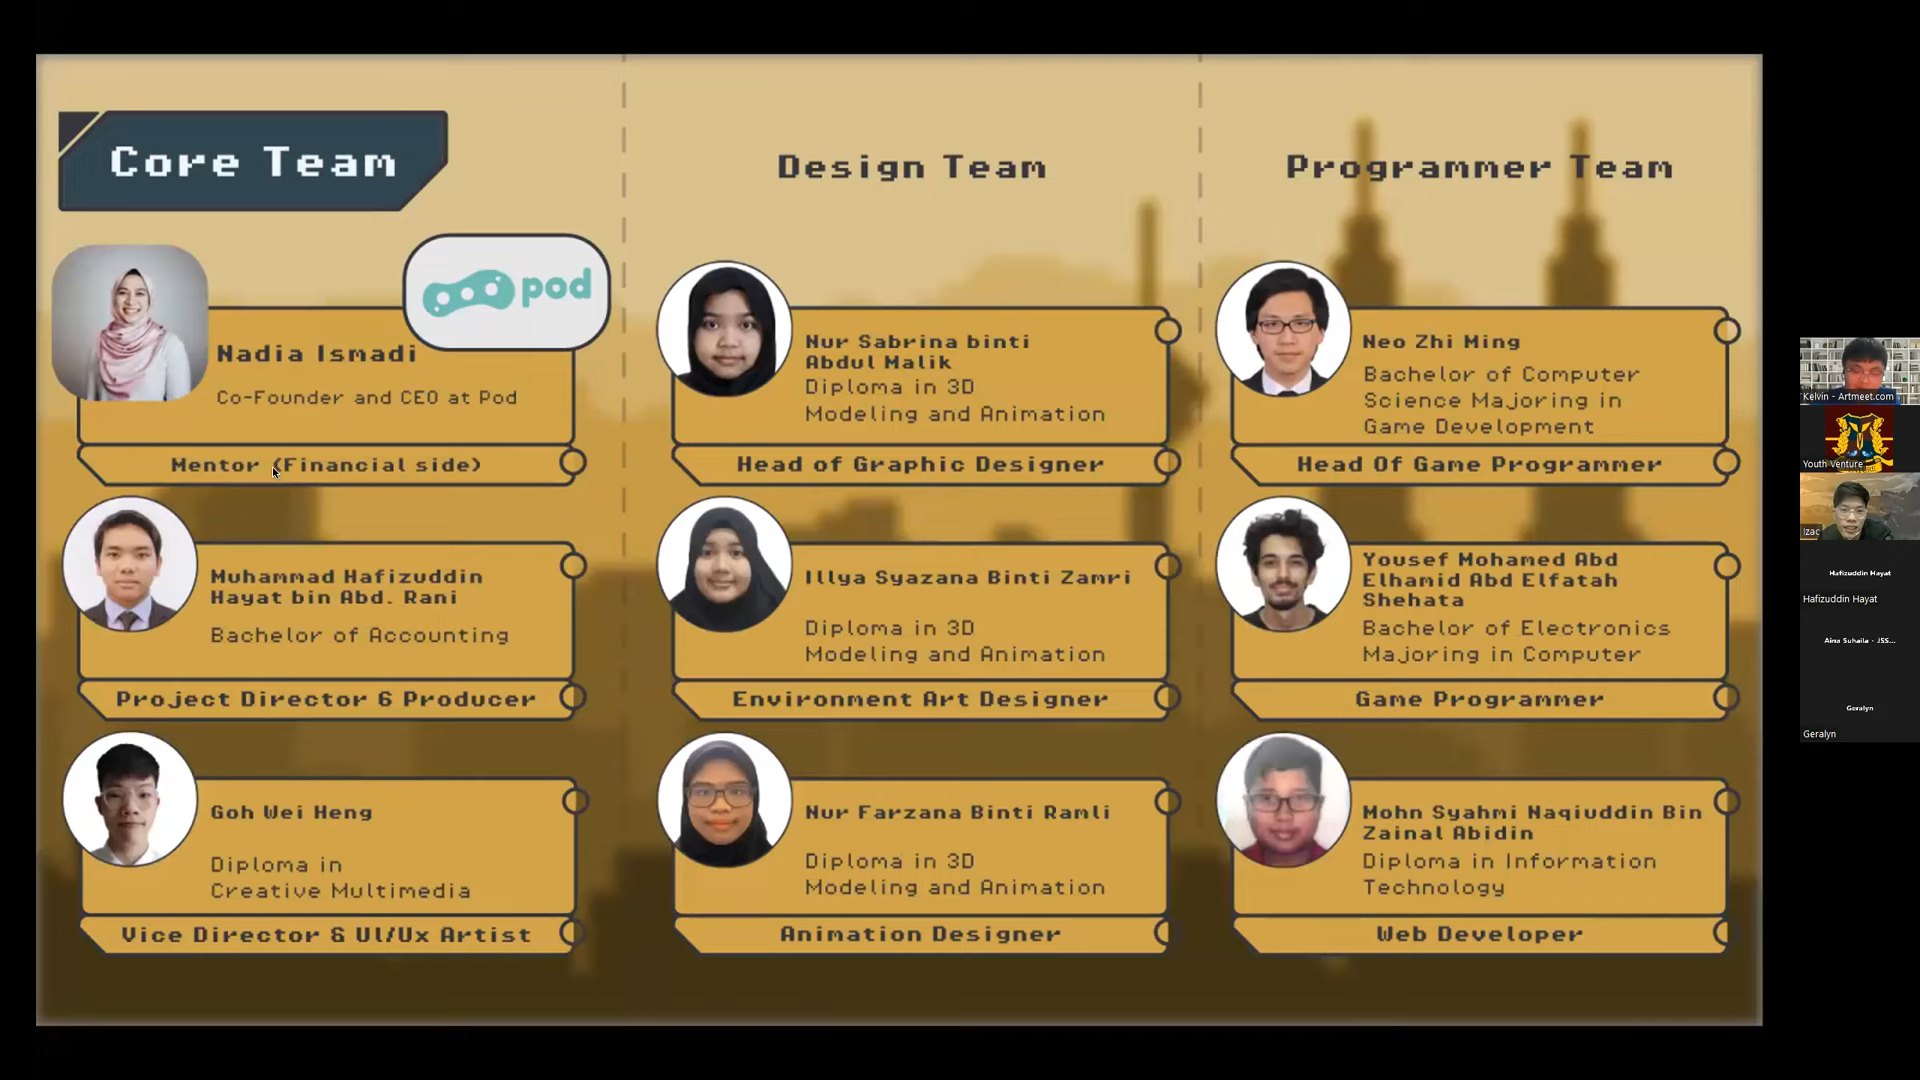 Core Team
pod
Nadia Ismadi
Co-Founder and CEO at Pod
Mentor (Financial side)
Muhammad Hafizuddin
Hayat bin Abd. Rani
Bachelor of Accounting
Project Director & Producer
Goh Wei Heng
Diploma in
Creative Multimedia
Vice Director & UI/Ux Artist
Design Team
Nur Sabrina binti
Abdul Malik
Diploma in 3D
Modeling and Animation
Head of Graphic Designer
Illya Syazana Binti Zamri
Diploma in 3D
Modeling and Animation
Environment Art Designer
Nur Farzana Binti Ramli
Diploma in 3D
Modeling and Animation
Animation Designer
Programmer Team
Neo Zhi Ming
Bachelor of Computer
Science Majoring in
Game Development
Head Of Game Programmer
Yousef Mohamed Abd
Elhamid Abd Elfatah
Shehata
Bachelor of Electronics
Majoring in Computer
Game Programmer
Mohn Syahmi Naqiuddin Bin
Zainal Abidin
Diploma in Information
Technology
Web Developer
Kelvin - Artmeet.com
Youth Venture
Izac
Hafizuddin Hayat
Hafizuddin Hayat
Aina Suhaila - JSS...
Geralyn
Geralyn